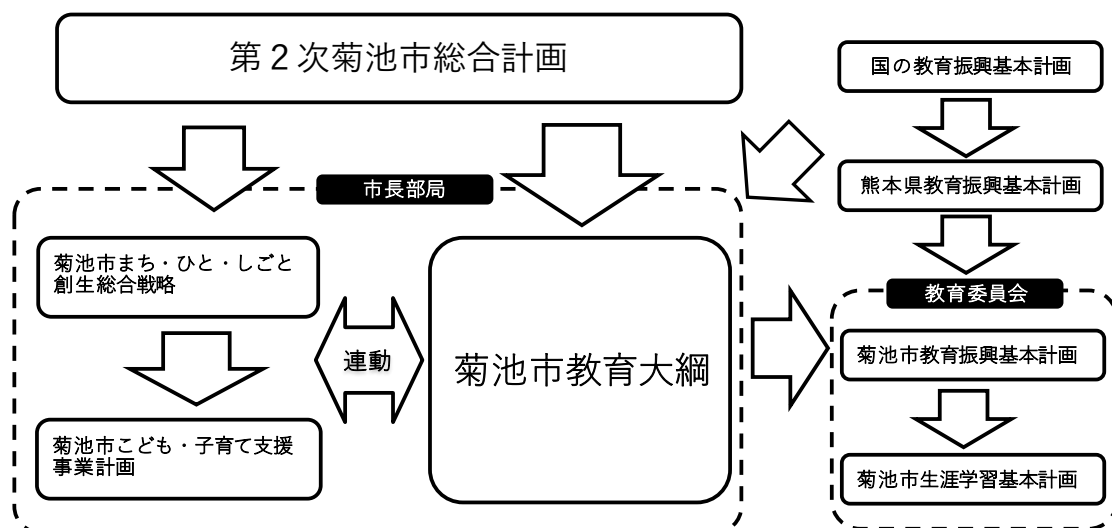 第２次菊池市総合計画
国の教育振興基本計画
熊本県教育振興基本計画
市長部局
菊池市まち・ひと・しごと
創生総合戦略
連動
菊池市教育大綱
菊池市こども・子育て支援
事業計画
教育委員会
菊池市教育振興基本計画
菊池市生涯学習基本計画